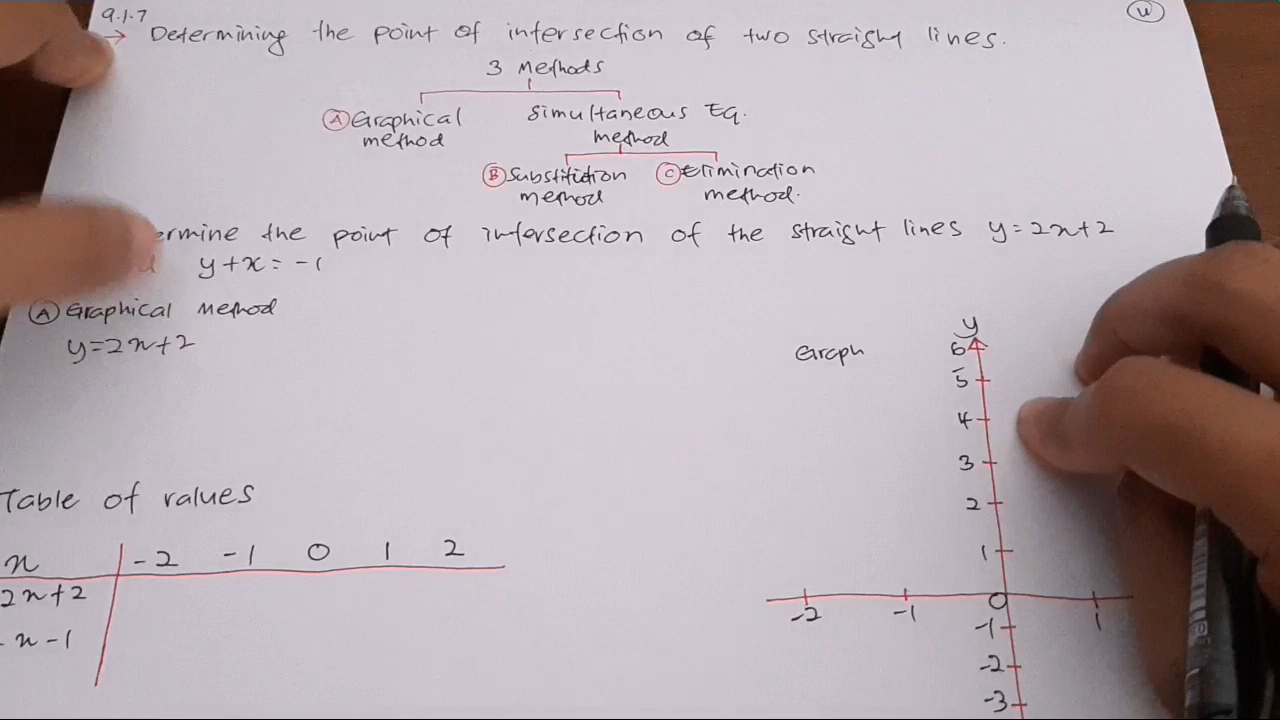 9.1.7
→ Determining the point of intersection of two straight lines.
W
3 Methods
Ⓐ Graphical method
Simultaneous Eq. method
Ⓑ Substitution method
Ⓒ Elimination method.
ermine the point of intersection of the straight lines y=2x+2
y+x=-1
Ⓐ Graphical Method
y=2x+2
Graph
y
6
5
4
3
2
1
-2 -1 0 1
-1
-2
-3
Table of values
x -2 -1 0 1 2
2x+2
-x-1